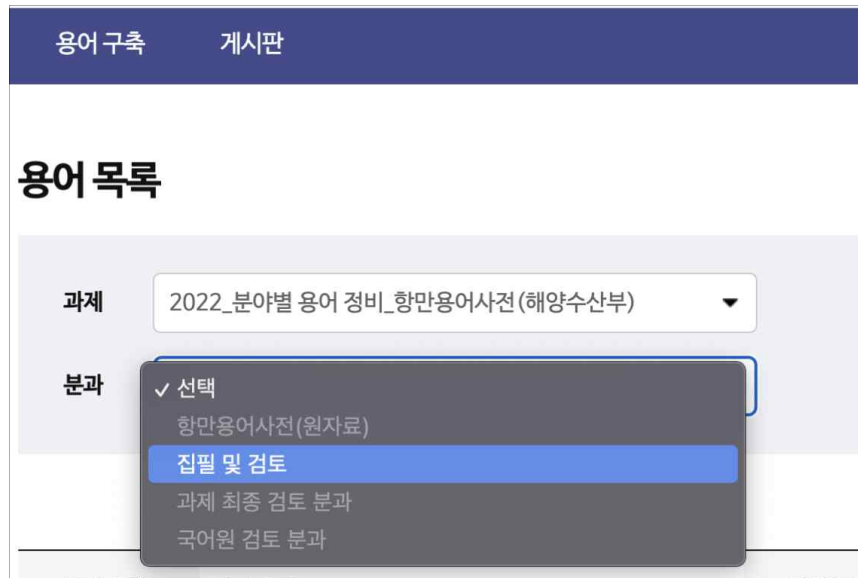 용어 구축 게시판
용어 목록
과제 2022_분야별 용어 정비_항만용어사전(해양수산부)
분과
✓ 선택
항만용어사전(원자료)
집필 및 검토
과제 최종 검토 분과
국어원 검토 분과